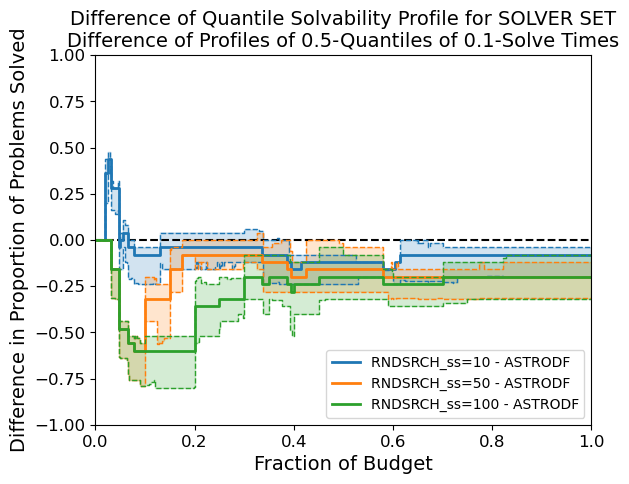 Difference of Quantile Solvability Profile for SOLVER SET
Difference of Profiles of 0.5-Quantiles of 0.1-Solve Times
Difference in Proportion of Problems Solved
1.00
0.75
0.50
0.25
0.00
−0.25
−0.50
−0.75
−1.00
RNDSRCH_ss=10 - ASTRODF
RNDSRCH_ss=50 - ASTRODF
RNDSRCH_ss=100 - ASTRODF
0.0 0.2 0.4 0.6 0.8 1.0
Fraction of Budget